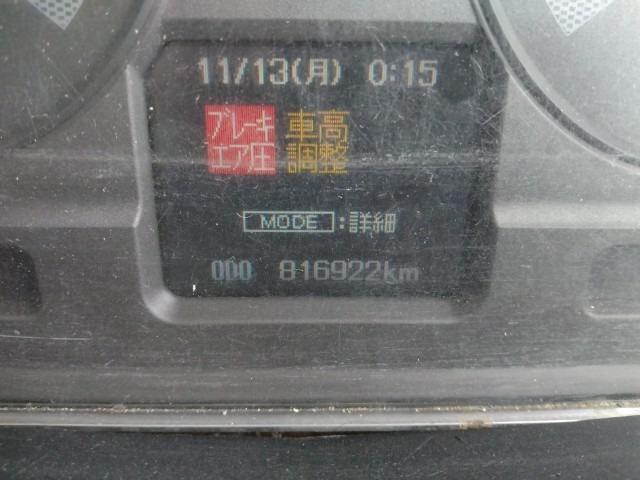 11/13(月) 0:15
ブレーキ 車高
エア圧 調整
MODE :詳細
ODO 816922km